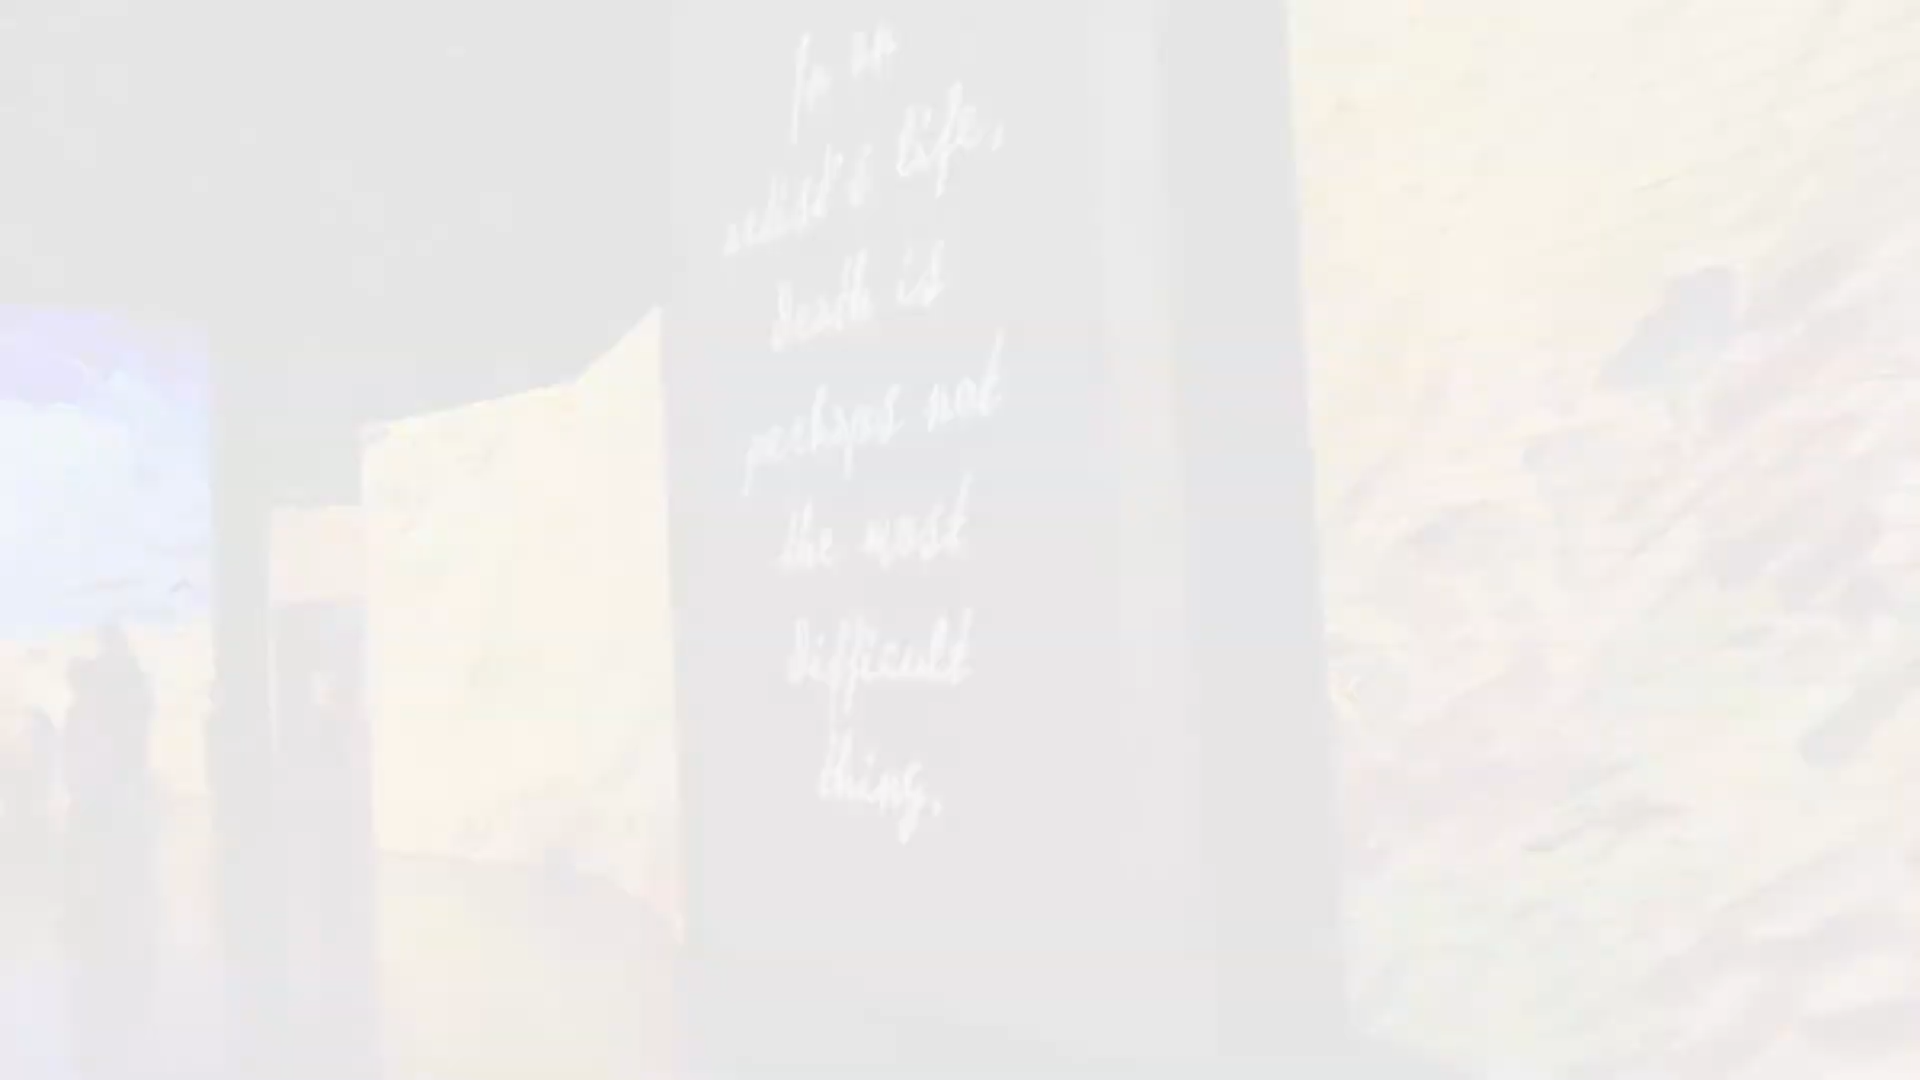 In an
artist's life,
death is
perhaps not
the most
difficult
thing.